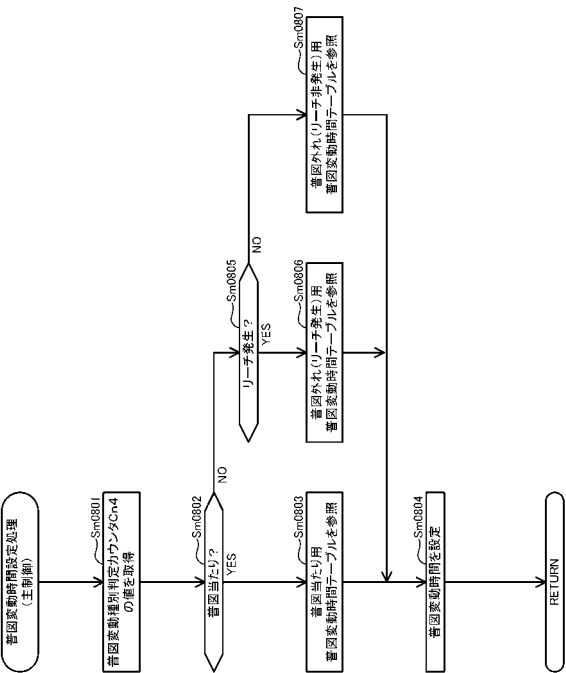 普図変動時間設定処理
(主制御)
Sm0801
普図変動種別判定カウンタCn4
の値を取得
Sm0802
普図当たり?
NO
YES
Sm0805
リーチ発生?
NO
YES
Sm0803
普図当たり用
普図変動時間テーブルを参照
Sm0806
普図外れ(リーチ発生)用
普図変動時間テーブルを参照
Sm0807
普図外れ(リーチ非発生)用
普図変動時間テーブルを参照
Sm0804
普図変動時間を設定
RETURN